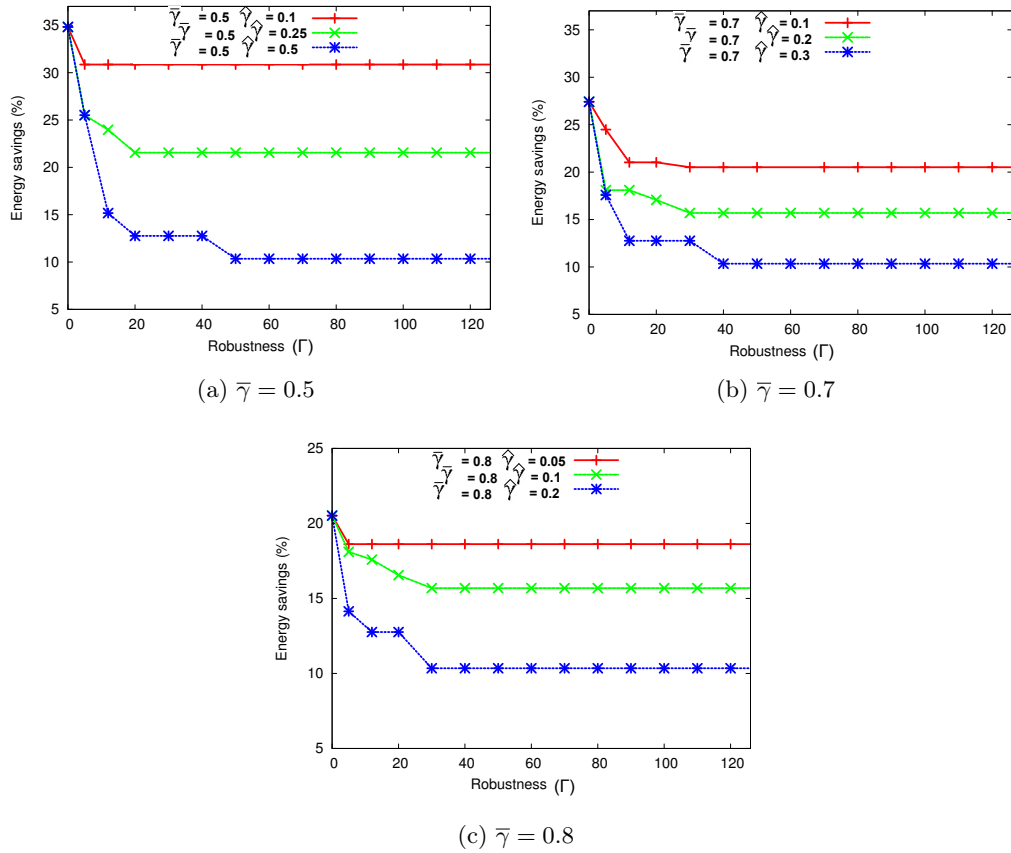 γ̅ = 0.5 γ̂ = 0.1
γ̅ = 0.5 γ̂ = 0.25
γ̅ = 0.5 γ̂ = 0.5
35
30
25
20
15
10
5
Energy savings (%)
0 20 40 60 80 100 120
Robustness (Γ)
(a) γ̅ = 0.5
γ̅ = 0.7 γ̂ = 0.1
γ̅ = 0.7 γ̂ = 0.2
γ̅ = 0.7 γ̂ = 0.3
35
30
25
20
15
10
5
Energy savings (%)
0 20 40 60 80 100 120
Robustness (Γ)
(b) γ̅ = 0.7
γ̅ = 0.8 γ̂ = 0.05
γ̅ = 0.8 γ̂ = 0.1
γ̅ = 0.8 γ̂ = 0.2
25
20
15
10
5
Energy savings (%)
0 20 40 60 80 100 120
Robustness (Γ)
(c) γ̅ = 0.8